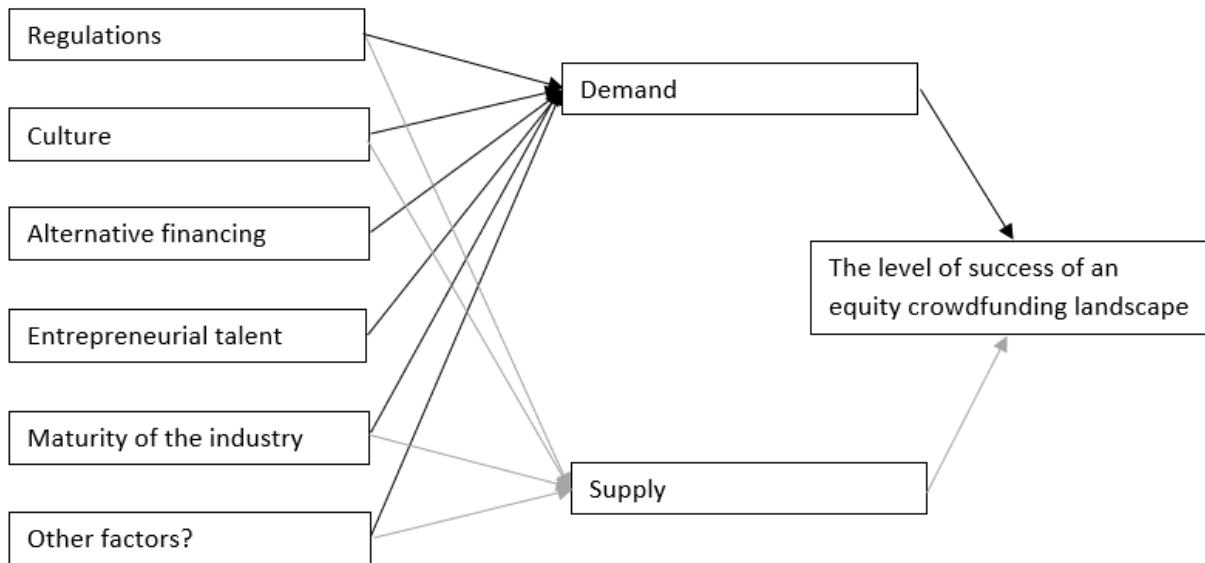 Regulations
Culture
Alternative financing
Entrepreneurial talent
Maturity of the industry
Other factors?
Demand
Supply
The level of success of an
equity crowdfunding landscape